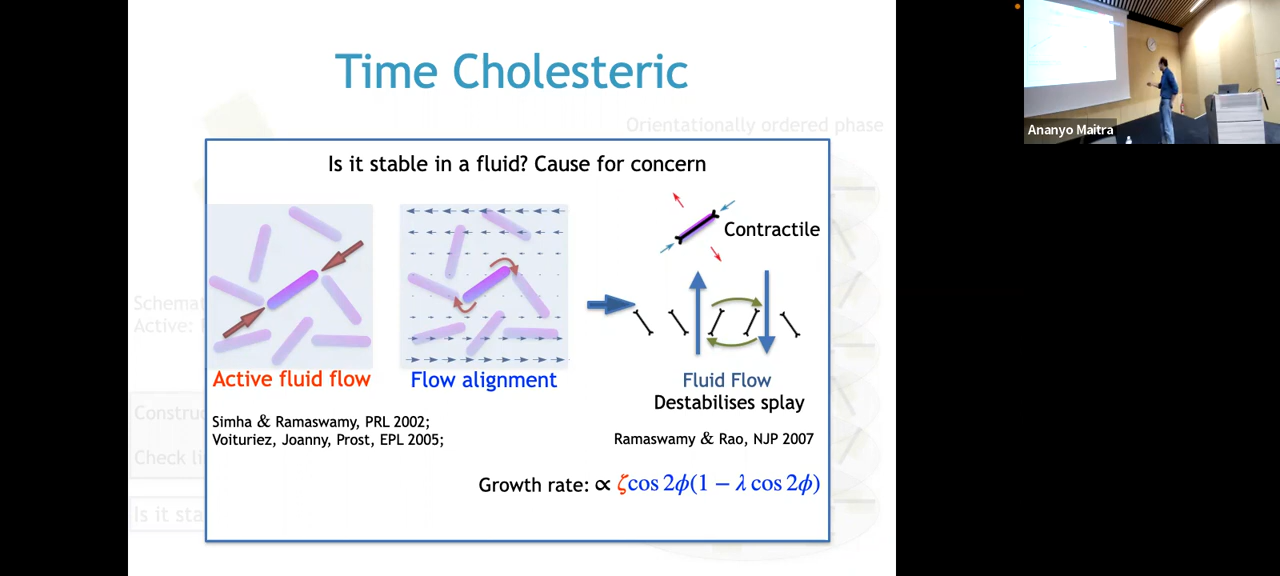 Time Cholesteric
Orientationally ordered phase
Is it stable in a fluid? Cause for concern
Contractile
Schemat
Active:
Active fluid flow
Flow alignment
Fluid Flow
Destabilises splay
Simha & Ramaswamy, PRL 2002;
Voituriez, Joanny, Prost, EPL 2005;
Ramaswamy & Rao, NJP 2007
Construc
Check li
Growth rate: ∝ ζcos 2ϕ(1 − λ cos 2ϕ)
Is it sta
Ananyo Maitra